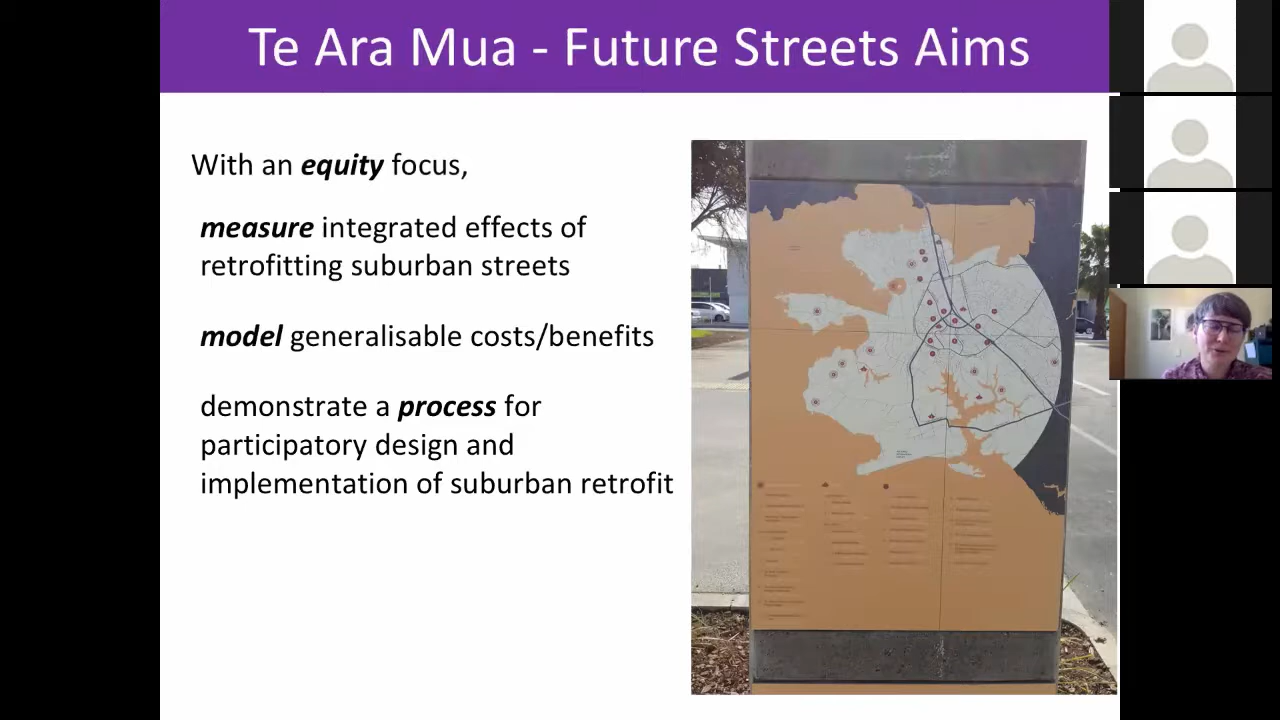 Te Ara Mua - Future Streets Aims
With an equity focus,
measure integrated effects of
retrofitting suburban streets
model generalisable costs/benefits
demonstrate a process for
participatory design and
implementation of suburban retrofit